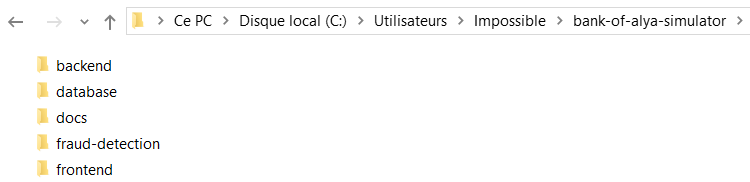 Ce PC > Disque local (C:) > Utilisateurs > Impossible > bank-of-alya-simulator >
backend
database
docs
fraud-detection
frontend